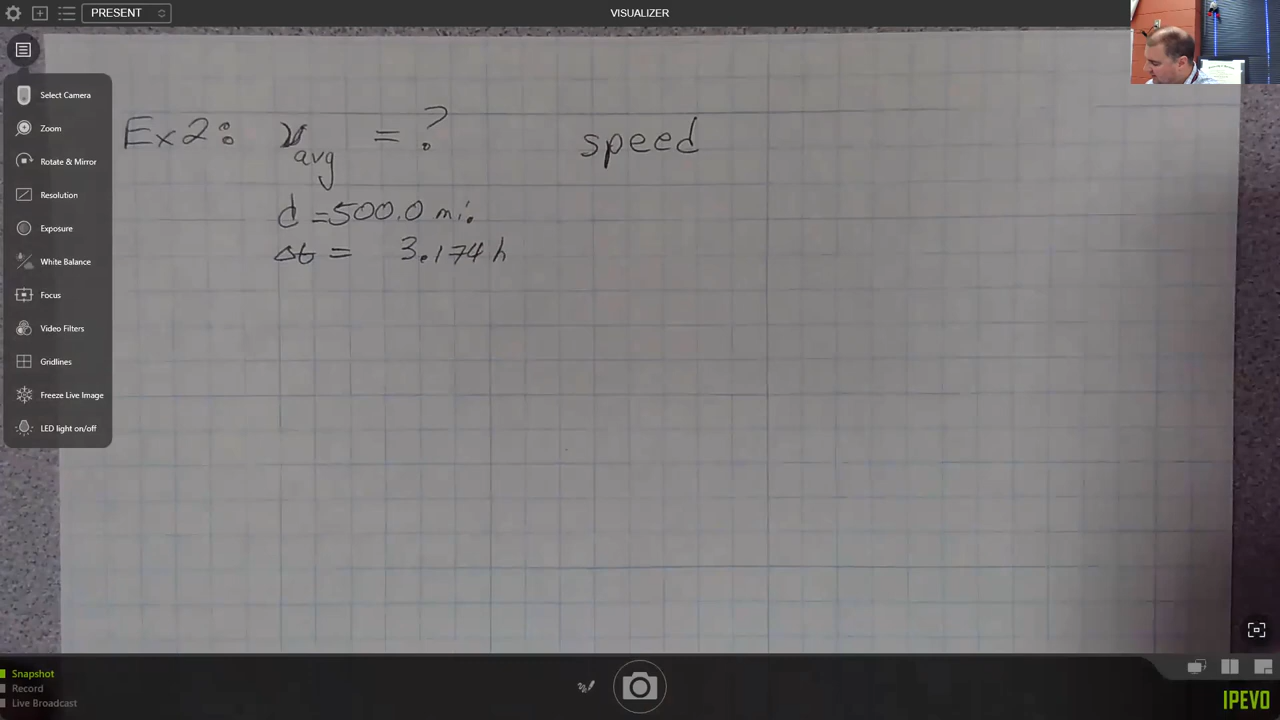 PRESENT
VISUALIZER
Select Camera
Zoom
Rotate & Mirror
Resolution
Exposure
White Balance
Focus
Video Filters
Gridlines
Freeze Live Image
LED light on/off
Ex2: v_avg = ? speed
d = 500.0 mi.
Δt = 3.174 h
Snapshot
Record
Live Broadcast
IPEVO